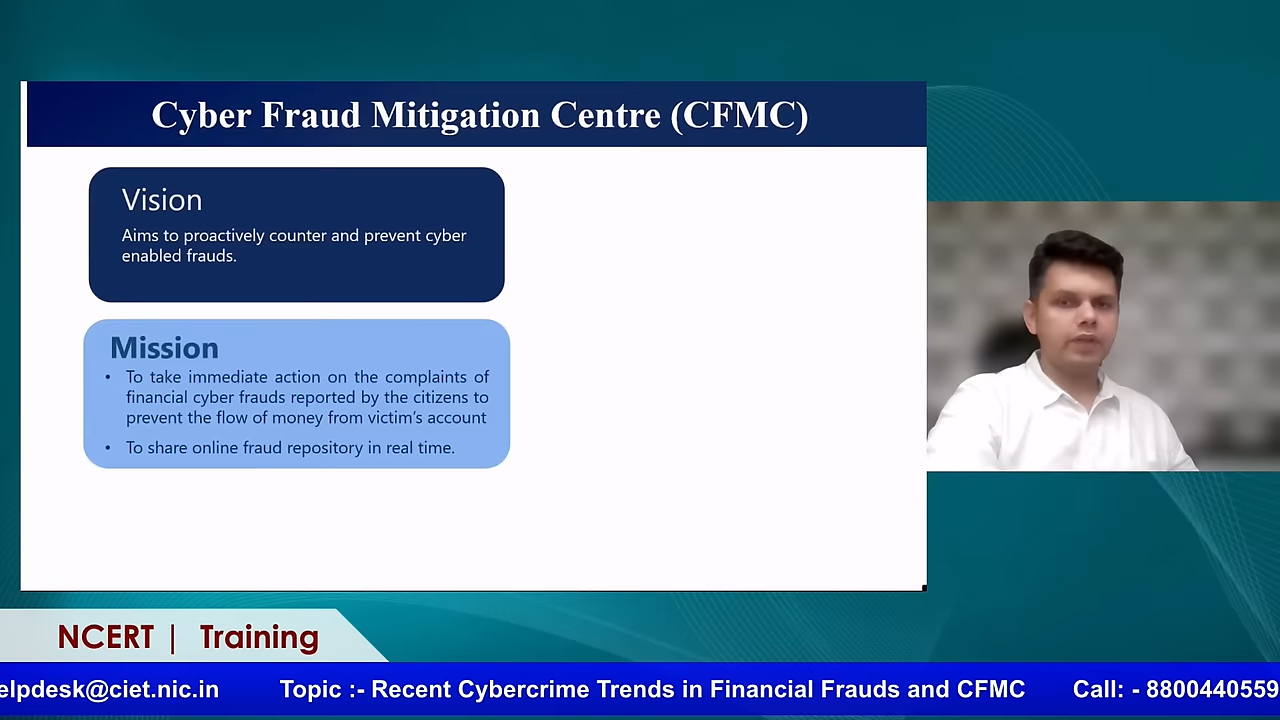 Cyber Fraud Mitigation Centre (CFMC)
Vision
Aims to proactively counter and prevent cyber
enabled frauds.
Mission
• To take immediate action on the complaints of
financial cyber frauds reported by the citizens to
prevent the flow of money from victim’s account
• To share online fraud repository in real time.
NCERT | Training
elpdesk@ciet.nic.in Topic :- Recent Cybercrime Trends in Financial Frauds and CFMC Call: - 8800440559